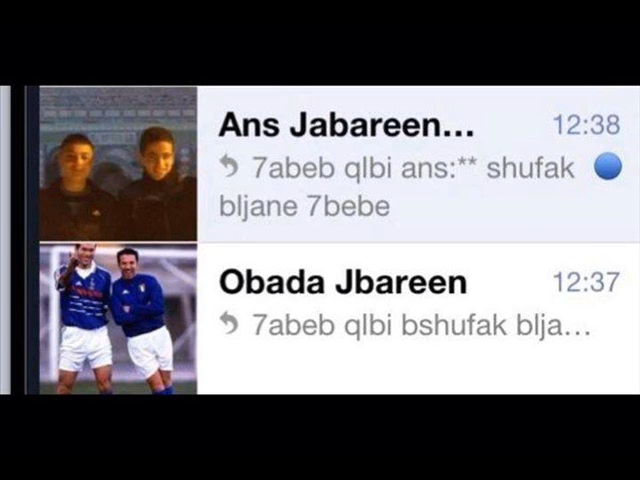 Ans Jabareen...
12:38
7abeb qlbi ans:** shufak
bljane 7bebe
Obada Jbareen
12:37
7abeb qlbi bshufak blja...